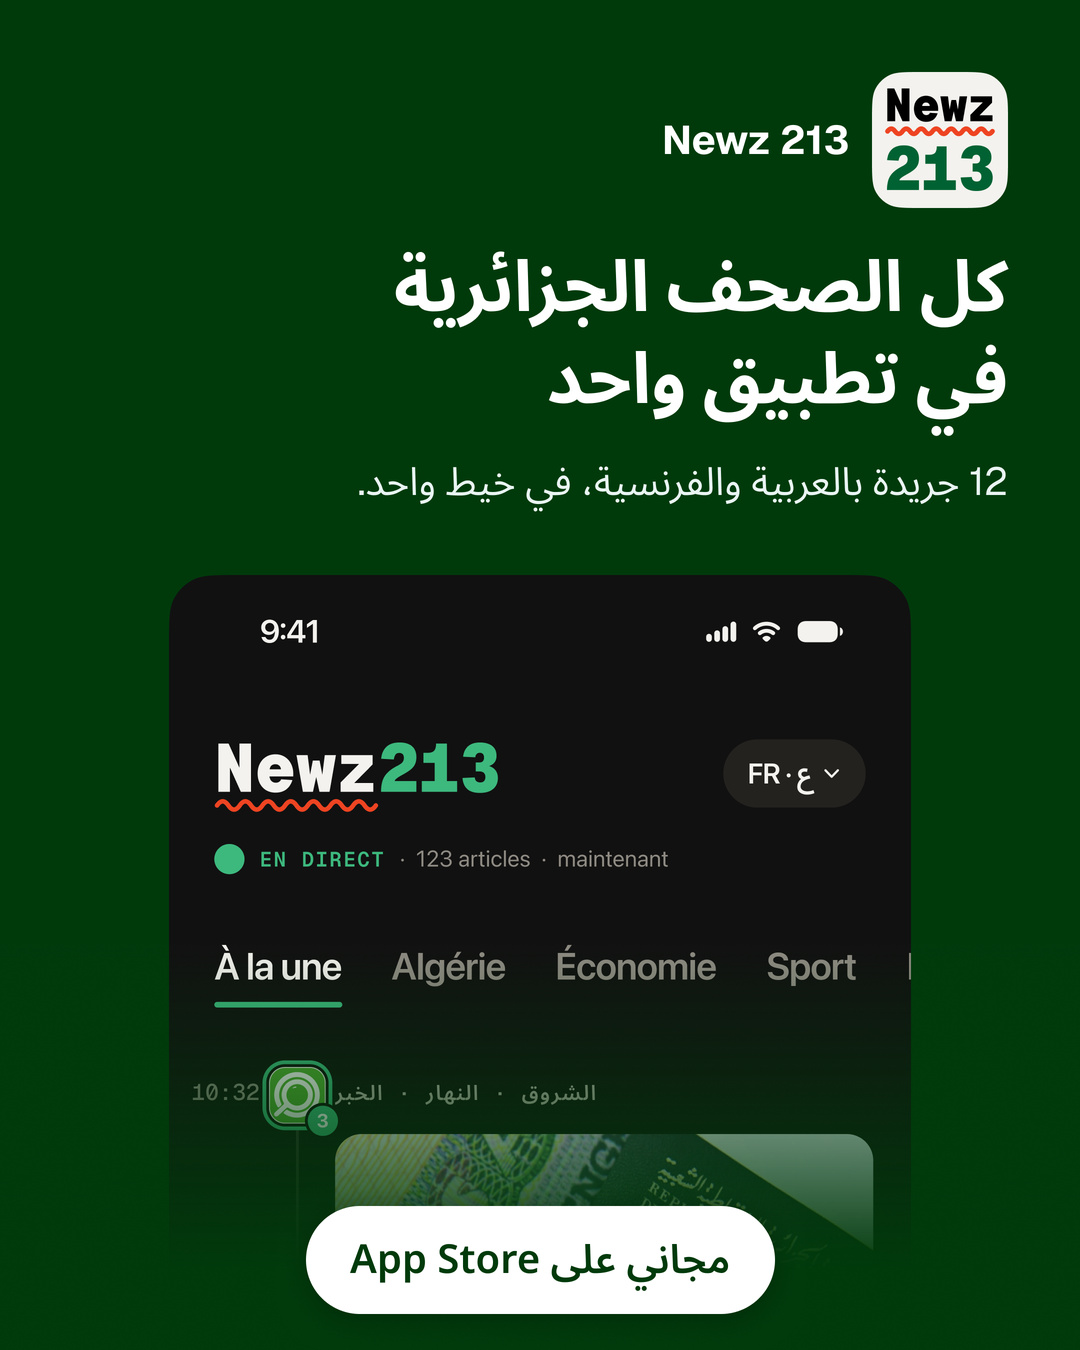 Newz 213
Newz
213
كل الصحف الجزائرية
في تطبيق واحد
12 جريدة بالعربية والفرنسية، في خيط واحد.
9:41
Newz213
FR · ع
EN DIRECT · 123 articles · maintenant
À la une Algérie Économie Sport
10:32 الخبر · النهار · الشروق
3
مجاني على App Store